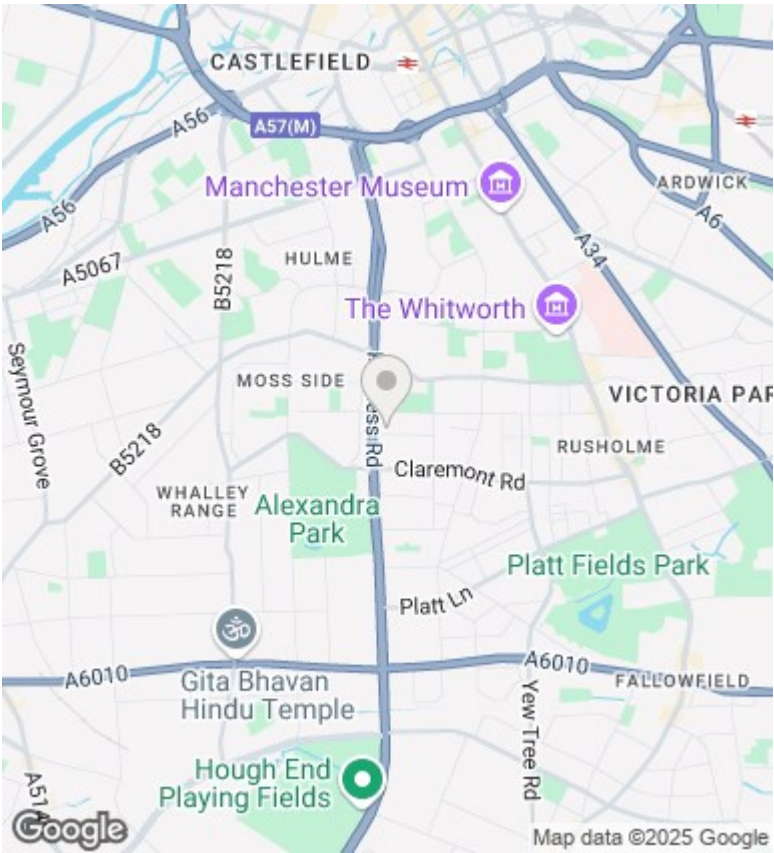 CASTLEFIELD
A56
A57(M)
Manchester Museum
ARDWICK
A56
A6
A34
HULME
A5067
B5218
The Whitworth
MOSS SIDE
VICTORIA PAR
Seymour Grove
ess Rd
B5218
RUSHOLME
Claremont Rd
WHALLEY
RANGE
Alexandra
Park
Platt Fields Park
Platt Ln
A6010
A6010
Gita Bhavan
Hindu Temple
FALLOWFIELD
Yew Tree Rd
Hough End
Playing Fields
Google
Map data ©2025 Google